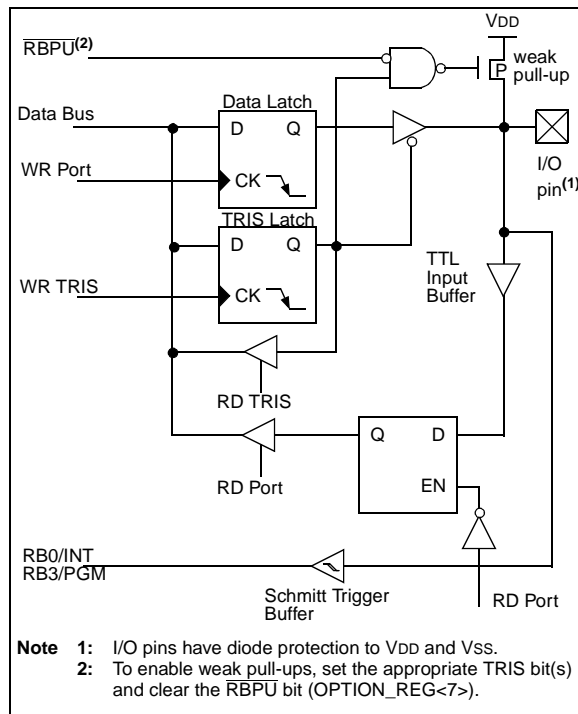 VDD
RBPU(2)
P
weak
pull-up
Data Latch
Data Bus
D Q
WR Port
CK
I/O
pin(1)
TRIS Latch
D Q
TTL
Input
Buffer
WR TRIS
CK
RD TRIS
Q D
RD Port
EN
RB0/INT
RB3/PGM
Schmitt Trigger
Buffer
RD Port
Note 1: I/O pins have diode protection to VDD and VSS.
2: To enable weak pull-ups, set the appropriate TRIS bit(s)
and clear the RBPU bit (OPTION_REG<7>).